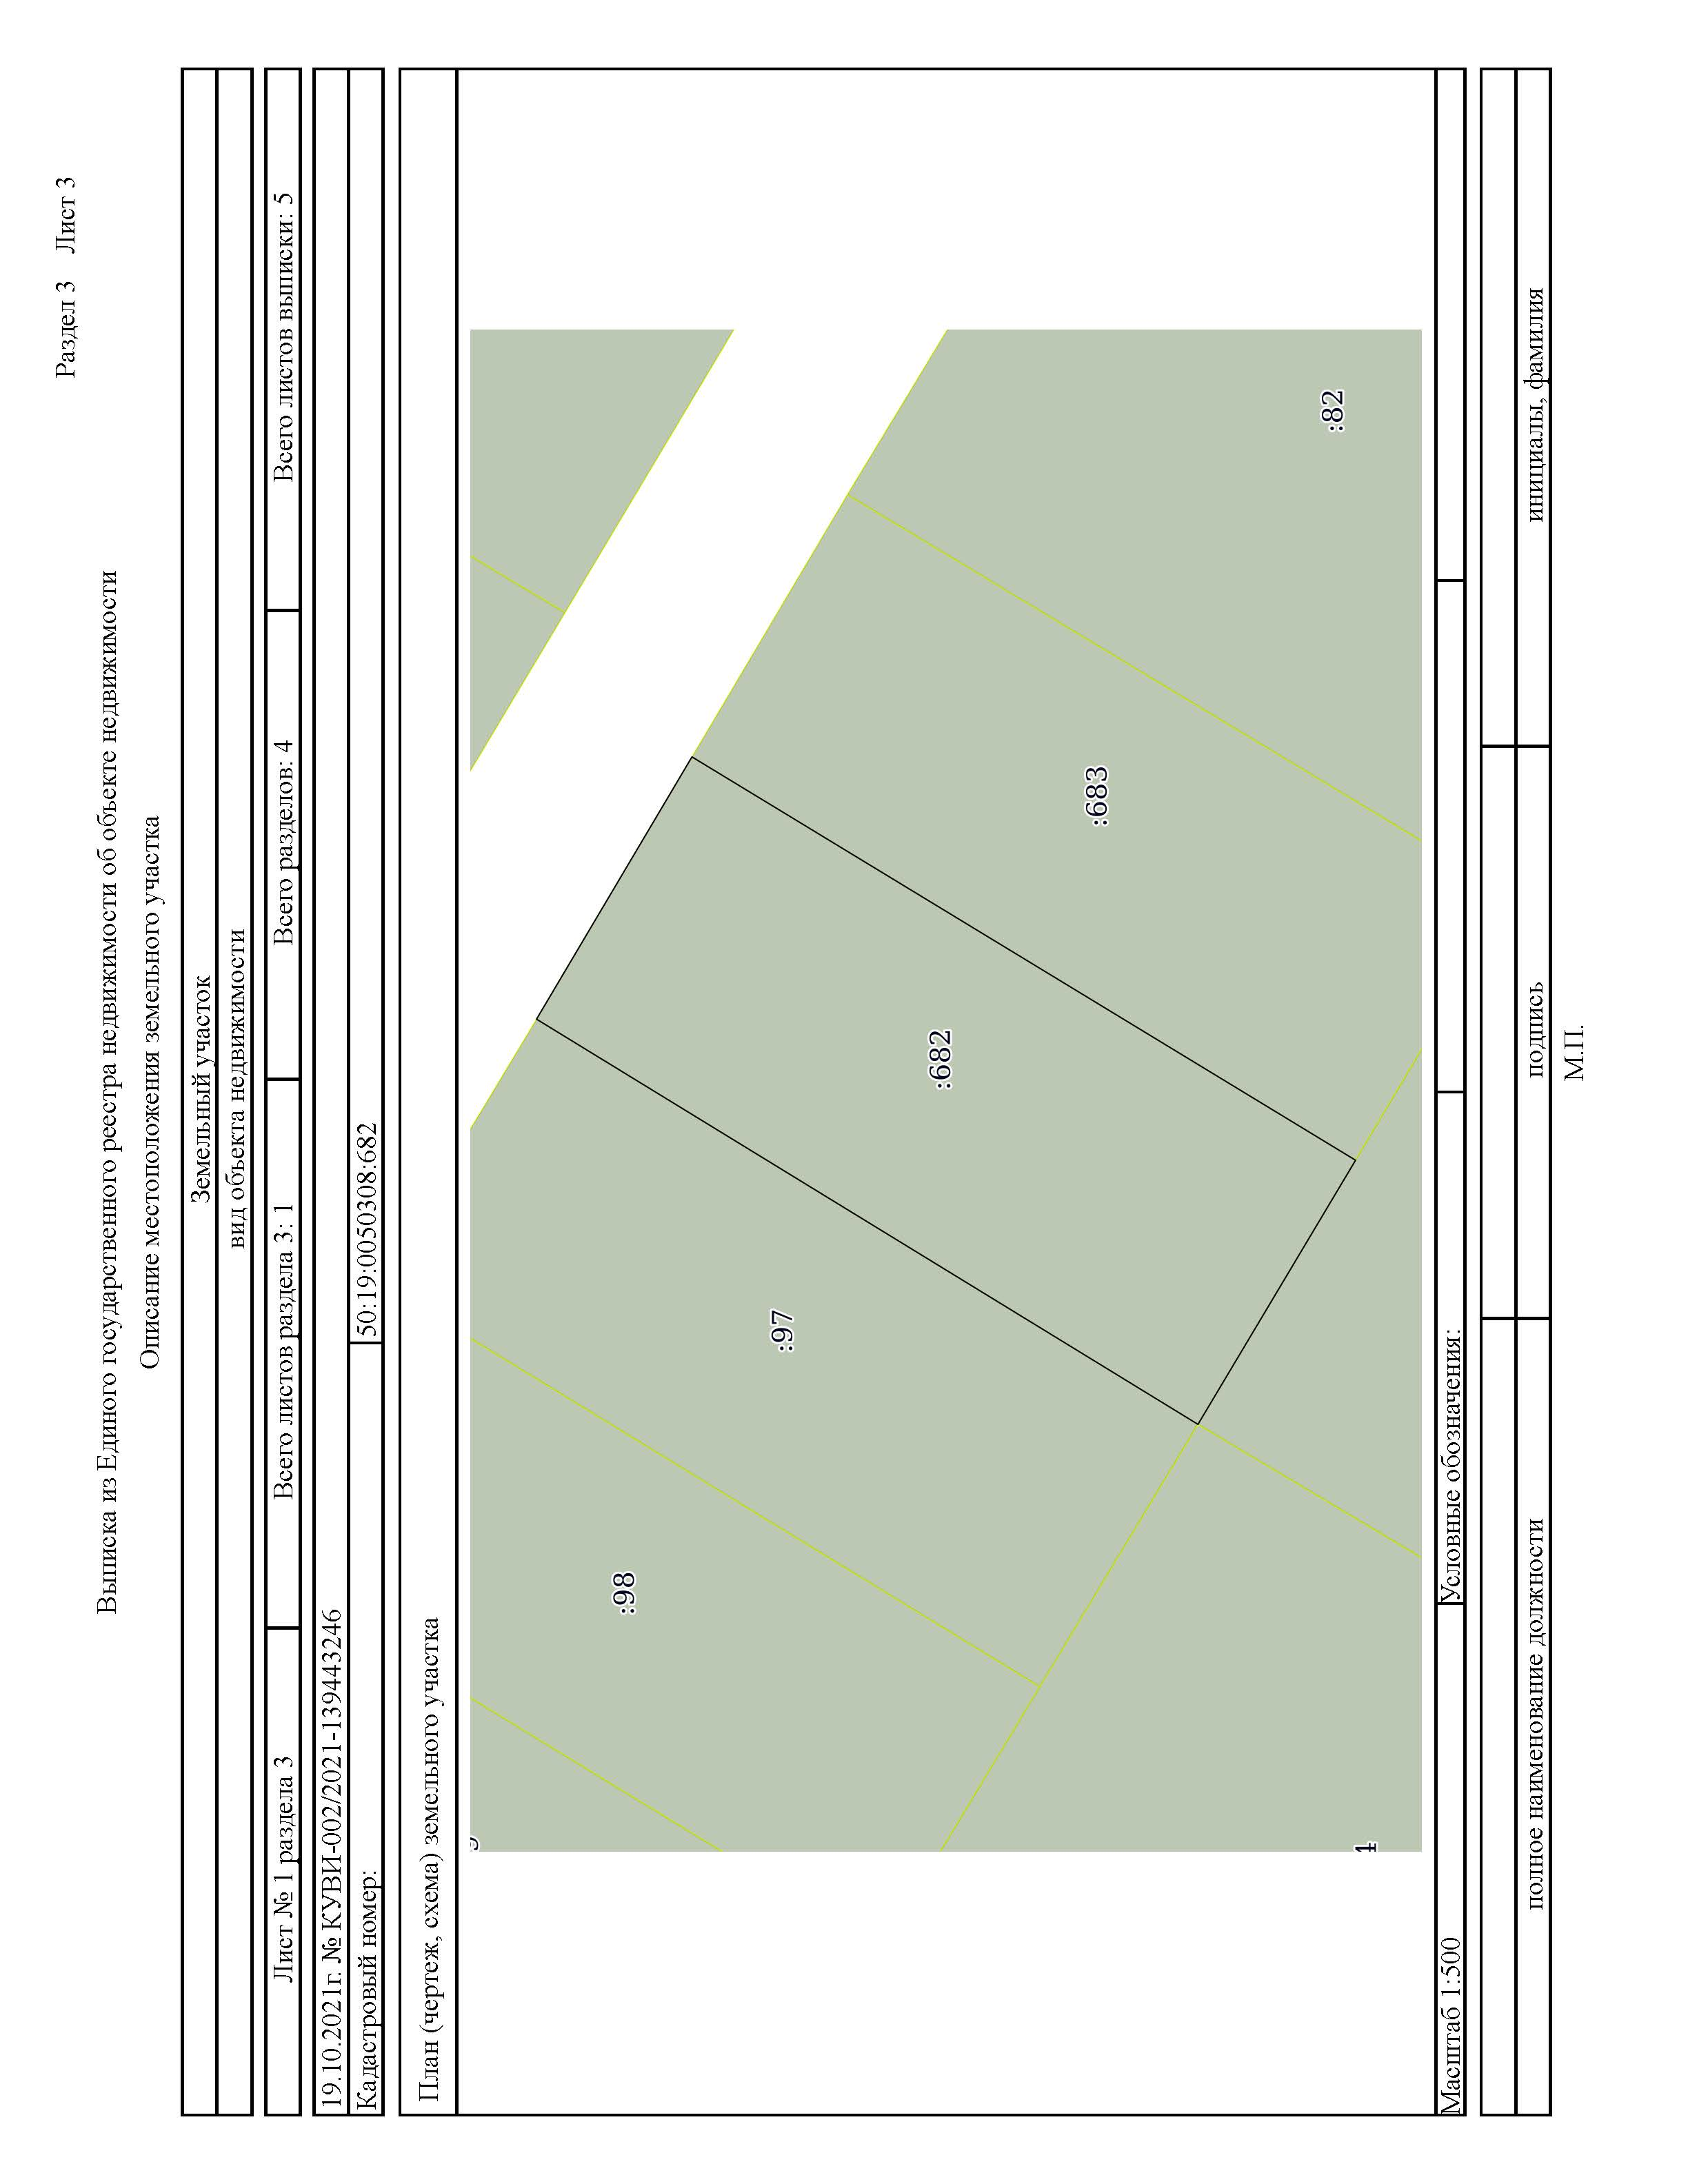 Раздел 3 Лист 3
Выписка из Единого государственного реестра недвижимости об объекте недвижимости
Описание местоположения земельного участка
Земельный участок
вид объекта недвижимости
Лист № 1 раздела 3 Всего листов раздела 3: 1 Всего разделов: 4 Всего листов выписки: 5
19.10.2021г. № КУВИ-002/2021-139443246
Кадастровый номер: 50:19:0050308:682
План (чертеж, схема) земельного участка
:98
:97
:682
:683
:82
Масштаб 1:500 Условные обозначения:
полное наименование должности подпись инициалы, фамилия
М.П.